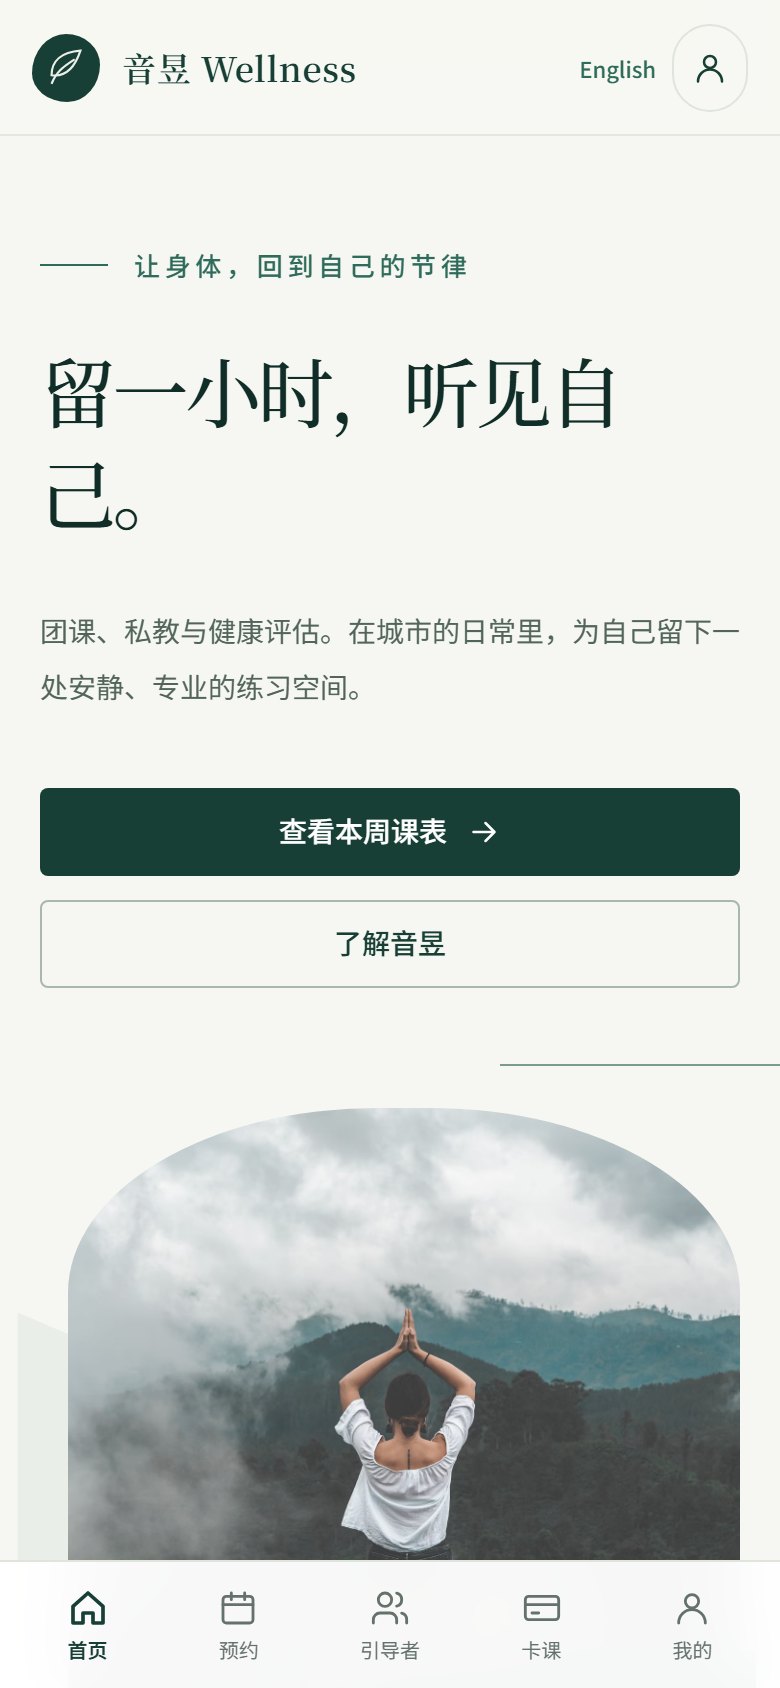 音昱 Wellness
English
让身体，回到自己的节律
留一小时，听见自
己。
团课、私教与健康评估。在城市的日常里，为自己留下一
处安静、专业的练习空间。
查看本周课表 →
了解音昱
首页
预约
引导者
卡课
我的